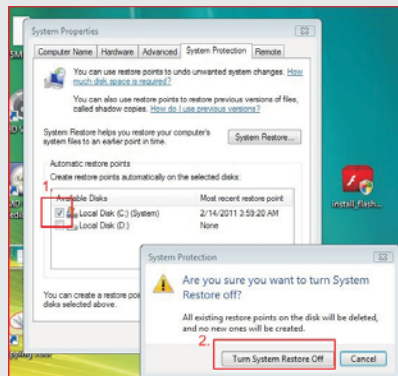 System Properties
Computer Name Hardware Advanced System Protection Remote
You can use restore points to undo unwanted system changes. How
much disk space is required?
You can also use restore points to restore previous versions of files,
called shadow copies. How do I use previous versions?
System Restore helps you restore your computer's
system files to an earlier point in time.
System Restore...
Automatic restore points
Create restore points automatically on the selected disks:
1.
Available Disks Most recent restore point
Local Disk (C:) (System) 2/14/2011 3:59:20 AM
Local Disk (D:) None
install_flash...
You can create a restore poi
disks selected above.
System Protection
Are you sure you want to turn System
Restore off?
All existing restore points on the disk will be deleted,
and no new ones will be created.
2.
Turn System Restore Off Cancel